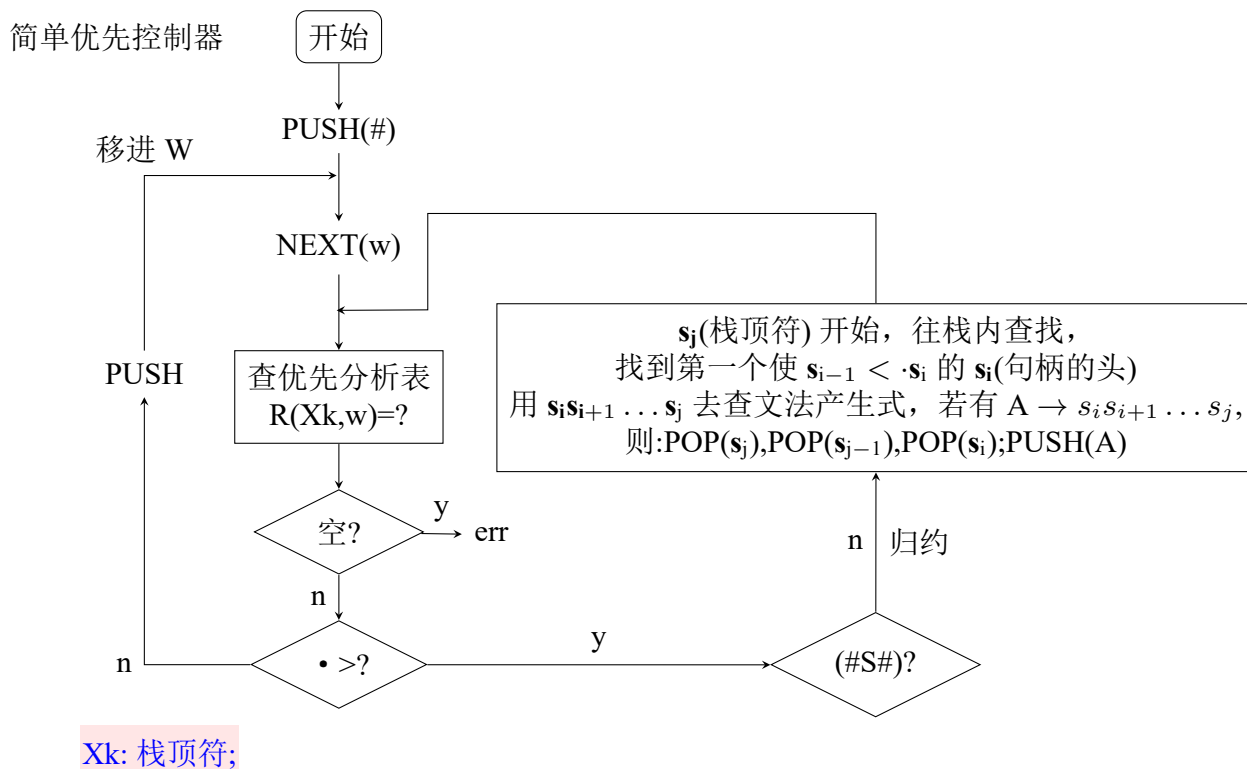 简单优先控制器
开始
PUSH(#)
移进 W
NEXT(w)
PUSH
查优先分析表
R(Xk,w)=?
sj(栈顶符) 开始，往栈内查找，
找到第一个使 si−1 < ·si 的 si(句柄的头)
用 sisi+1 … sj 去查文法产生式，若有 A → sisi+1 … sj,
则:POP(sj),POP(sj−1),POP(si);PUSH(A)
空?
y
err
n
归约
n
n
• >?
y
(#S#)?
Xk: 栈顶符;